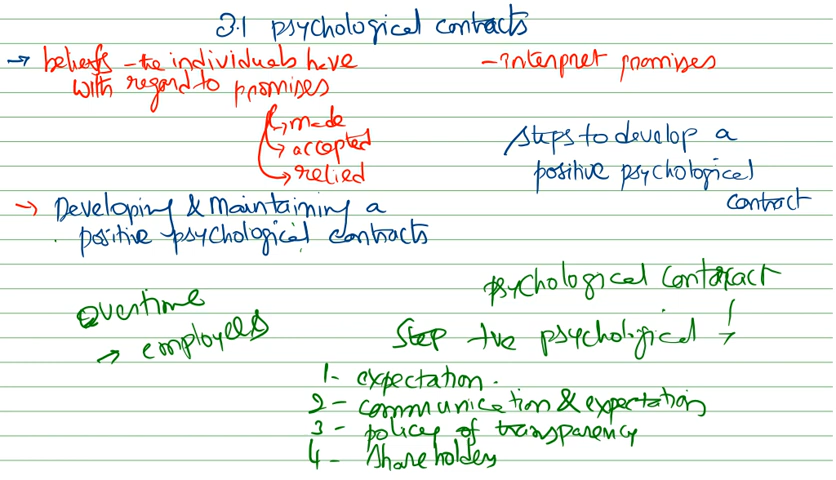 3.1 psychological contracts
→ beliefs - the individuals have
with regard to promises
→ made
→ accepted
→ relied
- interpret promises
steps to develop a
positive psychological
contract
→ Developing & Maintaining a
positive psychological contracts
overtime
→ employees
psychological contract
Step +ve psychological
1- expectation.
2- communication & expectation
3- policy of transparency
4- shareholders